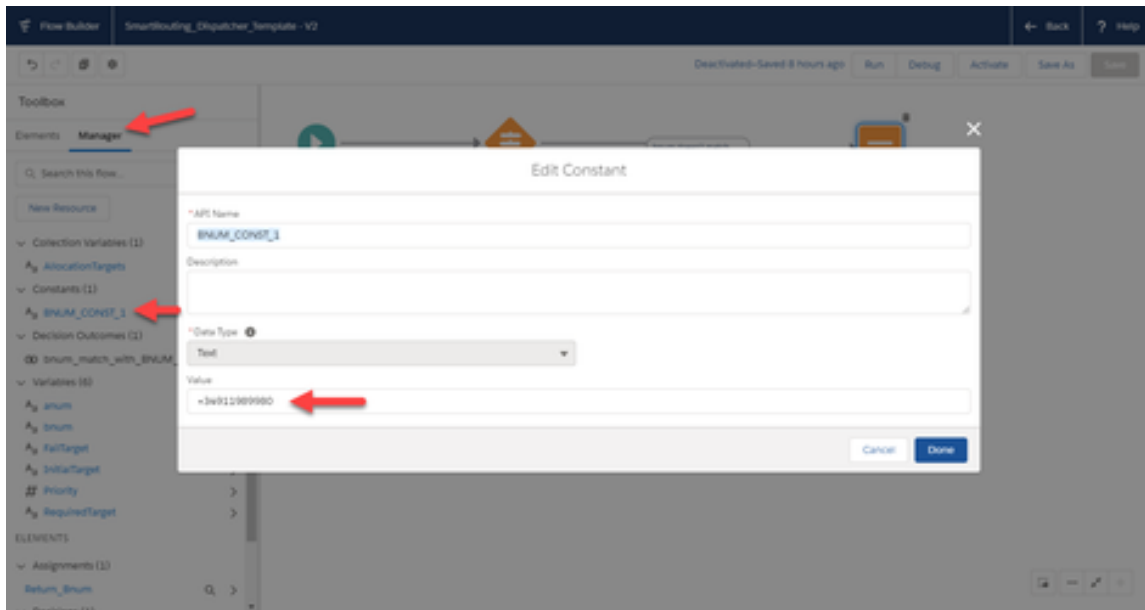 Flow Builder
SmartRouting_Dispatcher_Template - V2
← Back
? Help
Deactivated•Saved 8 hours ago
Run
Debug
Activate
Save As
Save
Toolbox
Elements
Manager
Search this flow...
New Resource
Collection Variables (1)
AllocationTargets
Constants (1)
BNUM_CONST_1
Decision Outcomes (1)
bnum_match_with_BNUM_
Variables (6)
anum
bnum
FailTarget
InitialTarget
Priority
RequiredTarget
ELEMENTS
Assignments (1)
Return_Bnum
Edit Constant
*API Name
BNUM_CONST_1
Description
*Data Type
Text
Value
Cancel
Done